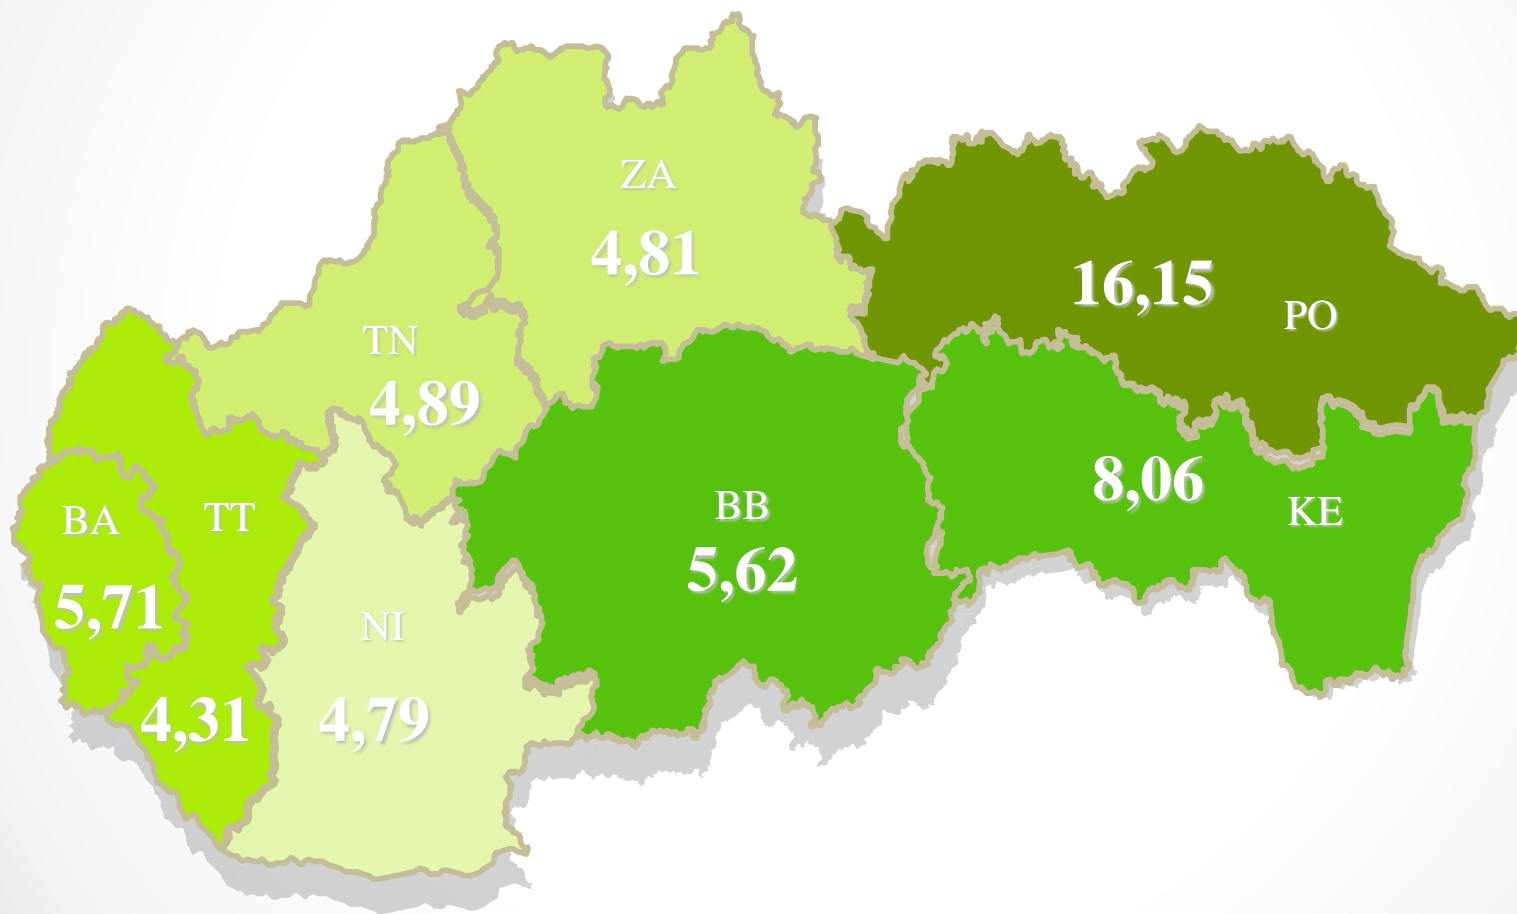 ZA
4,81
16,15
PO
TN
4,89
8,06
KE
BB
5,62
BA
5,71
TT
4,31
NI
4,79